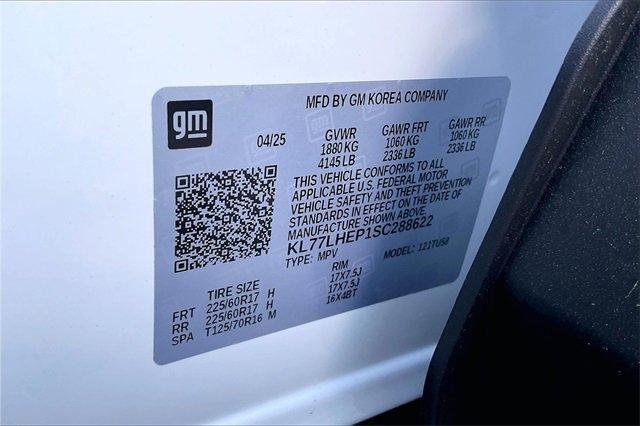 gm
MFD BY GM KOREA COMPANY
04/25 GVWR GAWR FRT GAWR RR
1880 KG 1060 KG 1060 KG
4145 LB 2336 LB 2336 LB
THIS VEHICLE CONFORMS TO ALL
APPLICABLE U.S. FEDERAL MOTOR
VEHICLE SAFETY AND THEFT PREVENTION
STANDARDS IN EFFECT ON THE DATE OF
MANUFACTURE SHOWN ABOVE.
KL77LHEP1SC288622
TYPE: MPV MODEL: 121TU58
TIRE SIZE RIM
FRT 225/60R17 H 17X7.5J
RR 225/60R17 H 17X7.5J
SPA T125/70R16 M 16X4BT